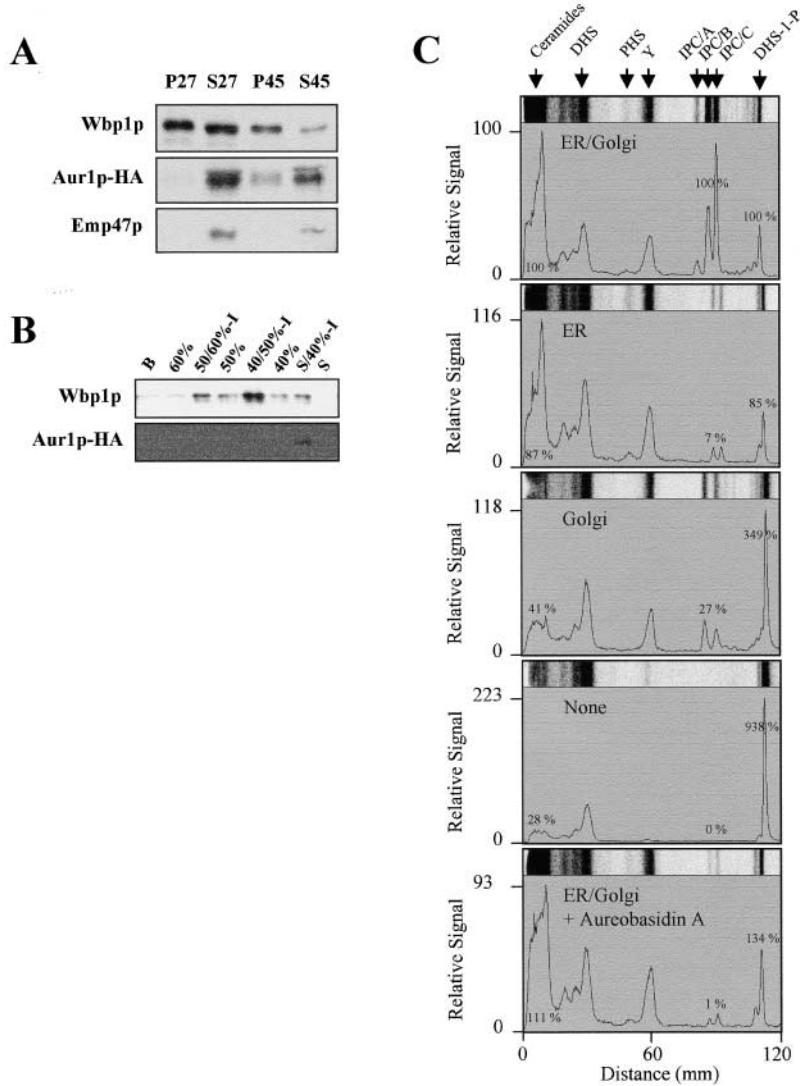 A
P27 S27 P45 S45
Wbp1p
Aur1p-HA
Emp47p
B
B 60% 50/60%-I 50% 40/50%-I 40% S/40%-I S
Wbp1p
Aur1p-HA
C
Ceramides DHS PHS Y IPC/A IPC/B IPC/C DHS-1-P
Relative Signal
100
0
ER/Golgi
100 %
100 %
100 %
Relative Signal
116
0
ER
87 %
7 %
85 %
Relative Signal
118
0
Golgi
41 %
27 %
349 %
Relative Signal
223
0
None
28 %
0 %
938 %
Relative Signal
93
0
ER/Golgi
+ Aureobasidin A
111 %
1 %
134 %
0 60 120
Distance (mm)